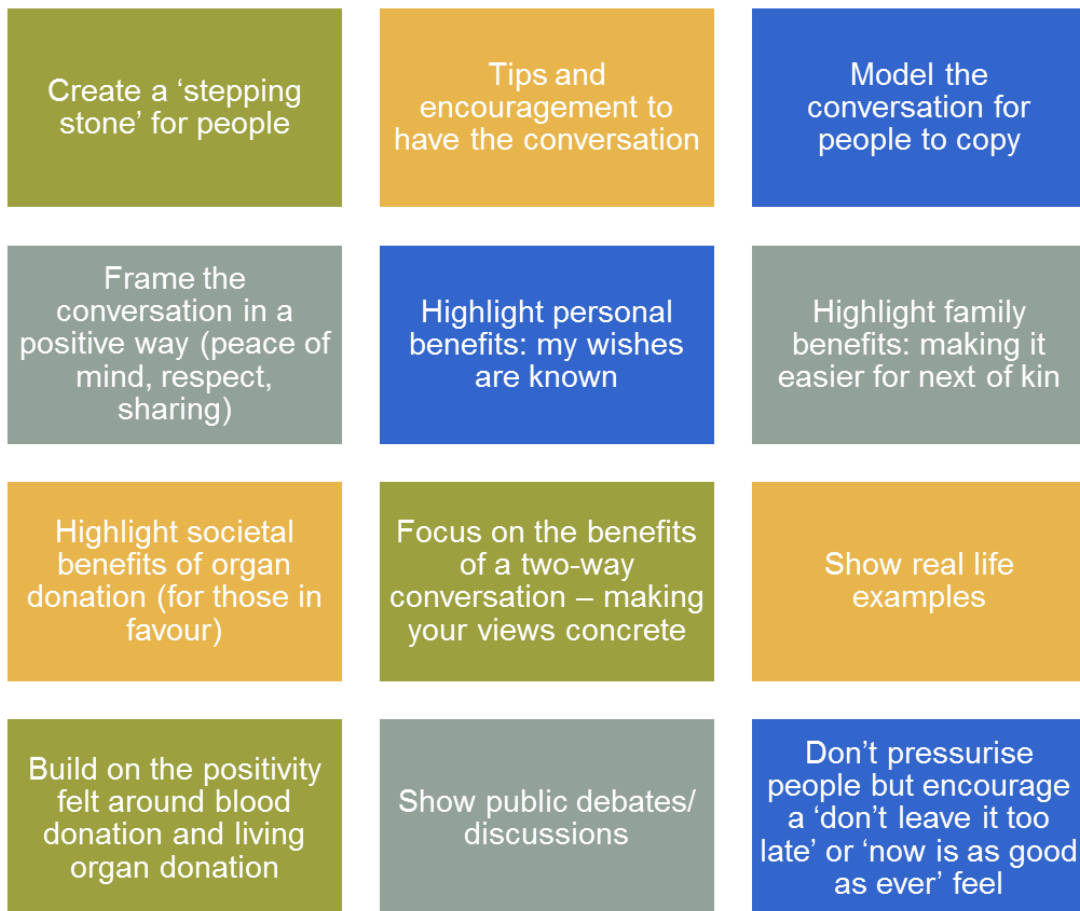 Create a ‘stepping
stone’ for people
Tips and
encouragement to
have the conversation
Model the
conversation for
people to copy
Frame the
conversation in a
positive way (peace of
mind, respect,
sharing)
Highlight personal
benefits: my wishes
are known
Highlight family
benefits: making it
easier for next of kin
Highlight societal
benefits of organ
donation (for those in
favour)
Focus on the benefits
of a two-way
conversation – making
your views concrete
Show real life
examples
Build on the positivity
felt around blood
donation and living
organ donation
Show public debates/
discussions
Don’t pressurise
people but encourage
a ‘don’t leave it too
late’ or ‘now is as good
as ever’ feel